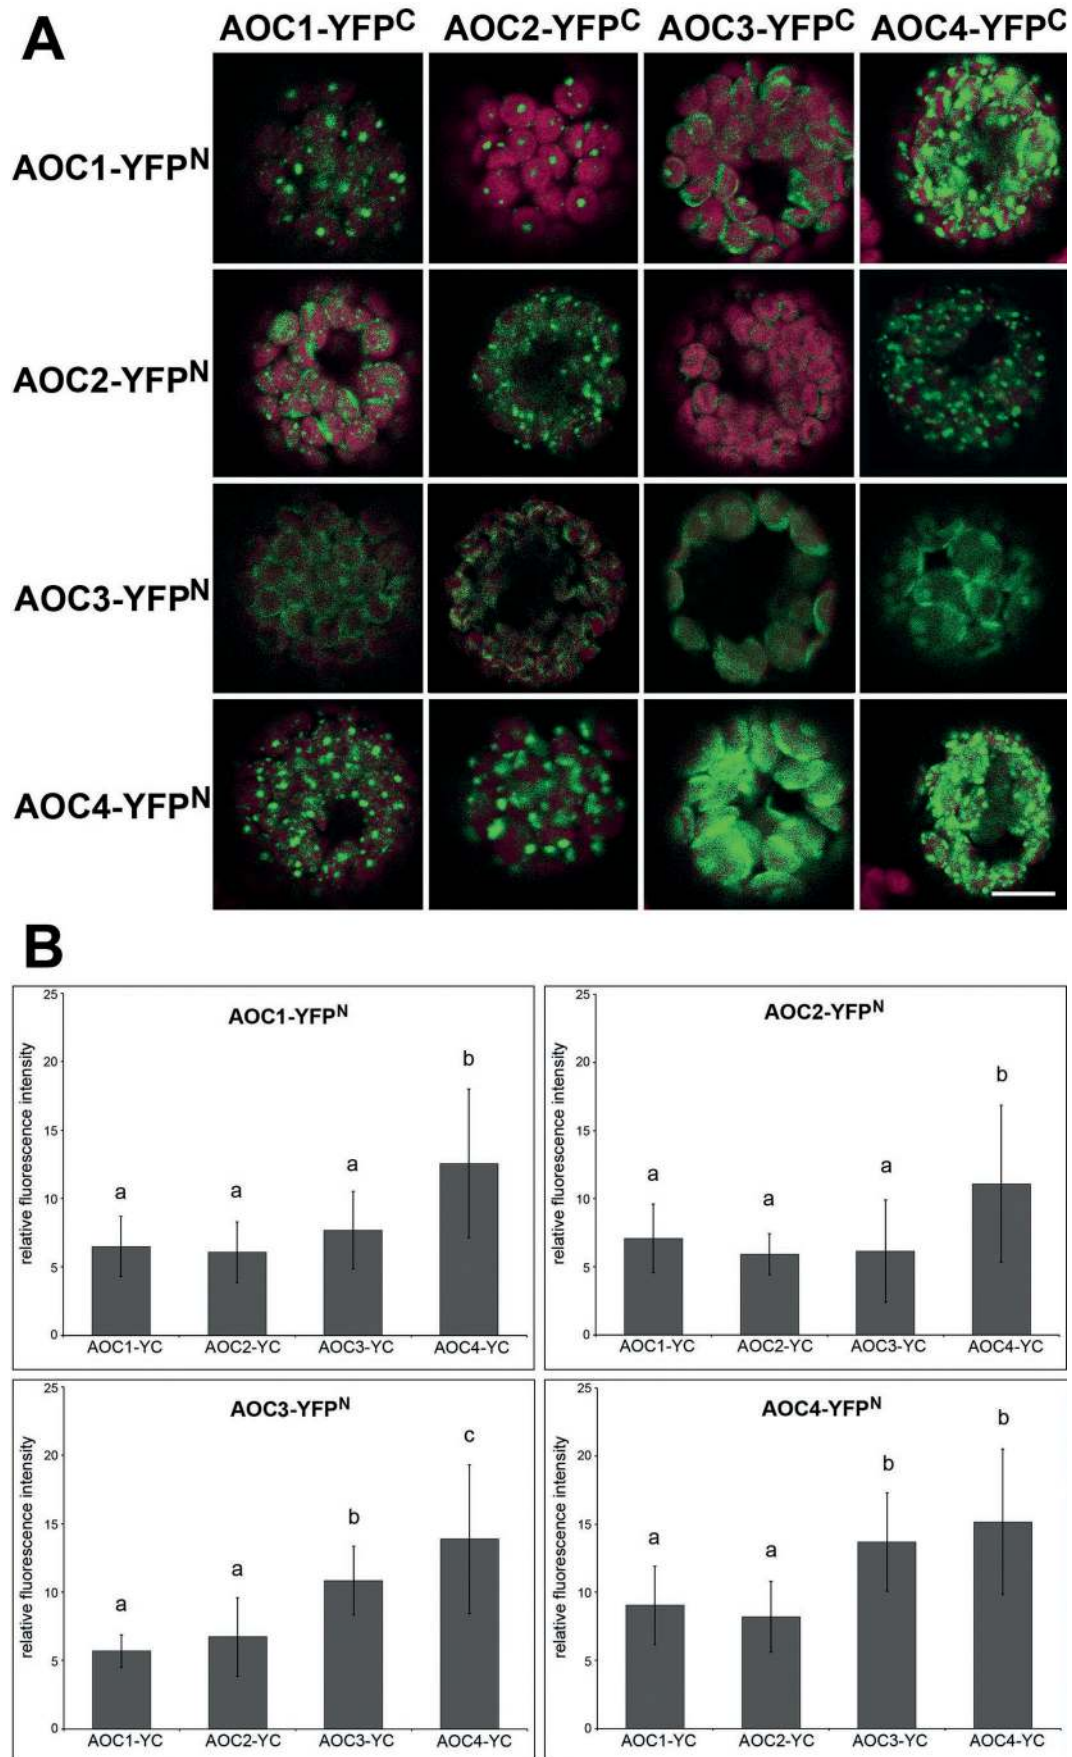 A
AOC1-YFPC AOC2-YFPC AOC3-YFPC AOC4-YFPC
AOC1-YFPN
AOC2-YFPN
AOC3-YFPN
AOC4-YFPN
B
AOC1-YFPN
relative fluorescence intensity
25
20
15
10
5
0
a a a b
AOC1-YC AOC2-YC AOC3-YC AOC4-YC
AOC2-YFPN
relative fluorescence intensity
25
20
15
10
5
0
a a a b
AOC1-YC AOC2-YC AOC3-YC AOC4-YC
AOC3-YFPN
relative fluorescence intensity
25
20
15
10
5
0
a a b c
AOC1-YC AOC2-YC AOC3-YC AOC4-YC
AOC4-YFPN
relative fluorescence intensity
25
20
15
10
5
0
a a b b
AOC1-YC AOC2-YC AOC3-YC AOC4-YC